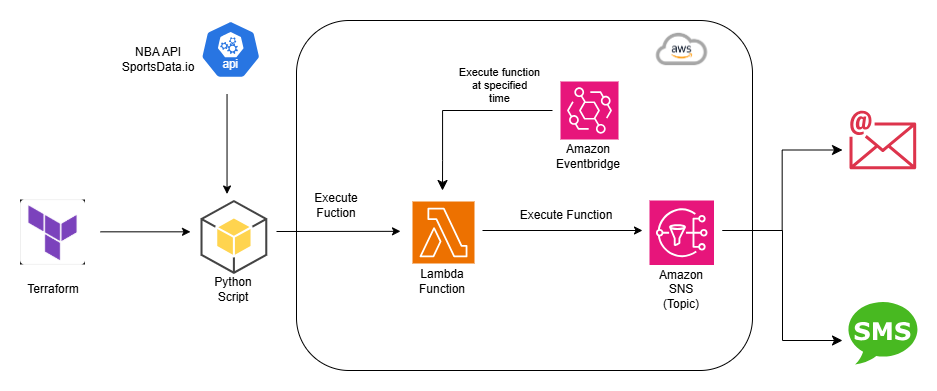 NBA API
SportsData.io
api
aws
Execute function
at specified
time
Amazon
Eventbridge
@
Execute
Fuction
Execute Function
Terraform
Python
Script
Lambda
Function
Amazon
SNS
(Topic)
SMS